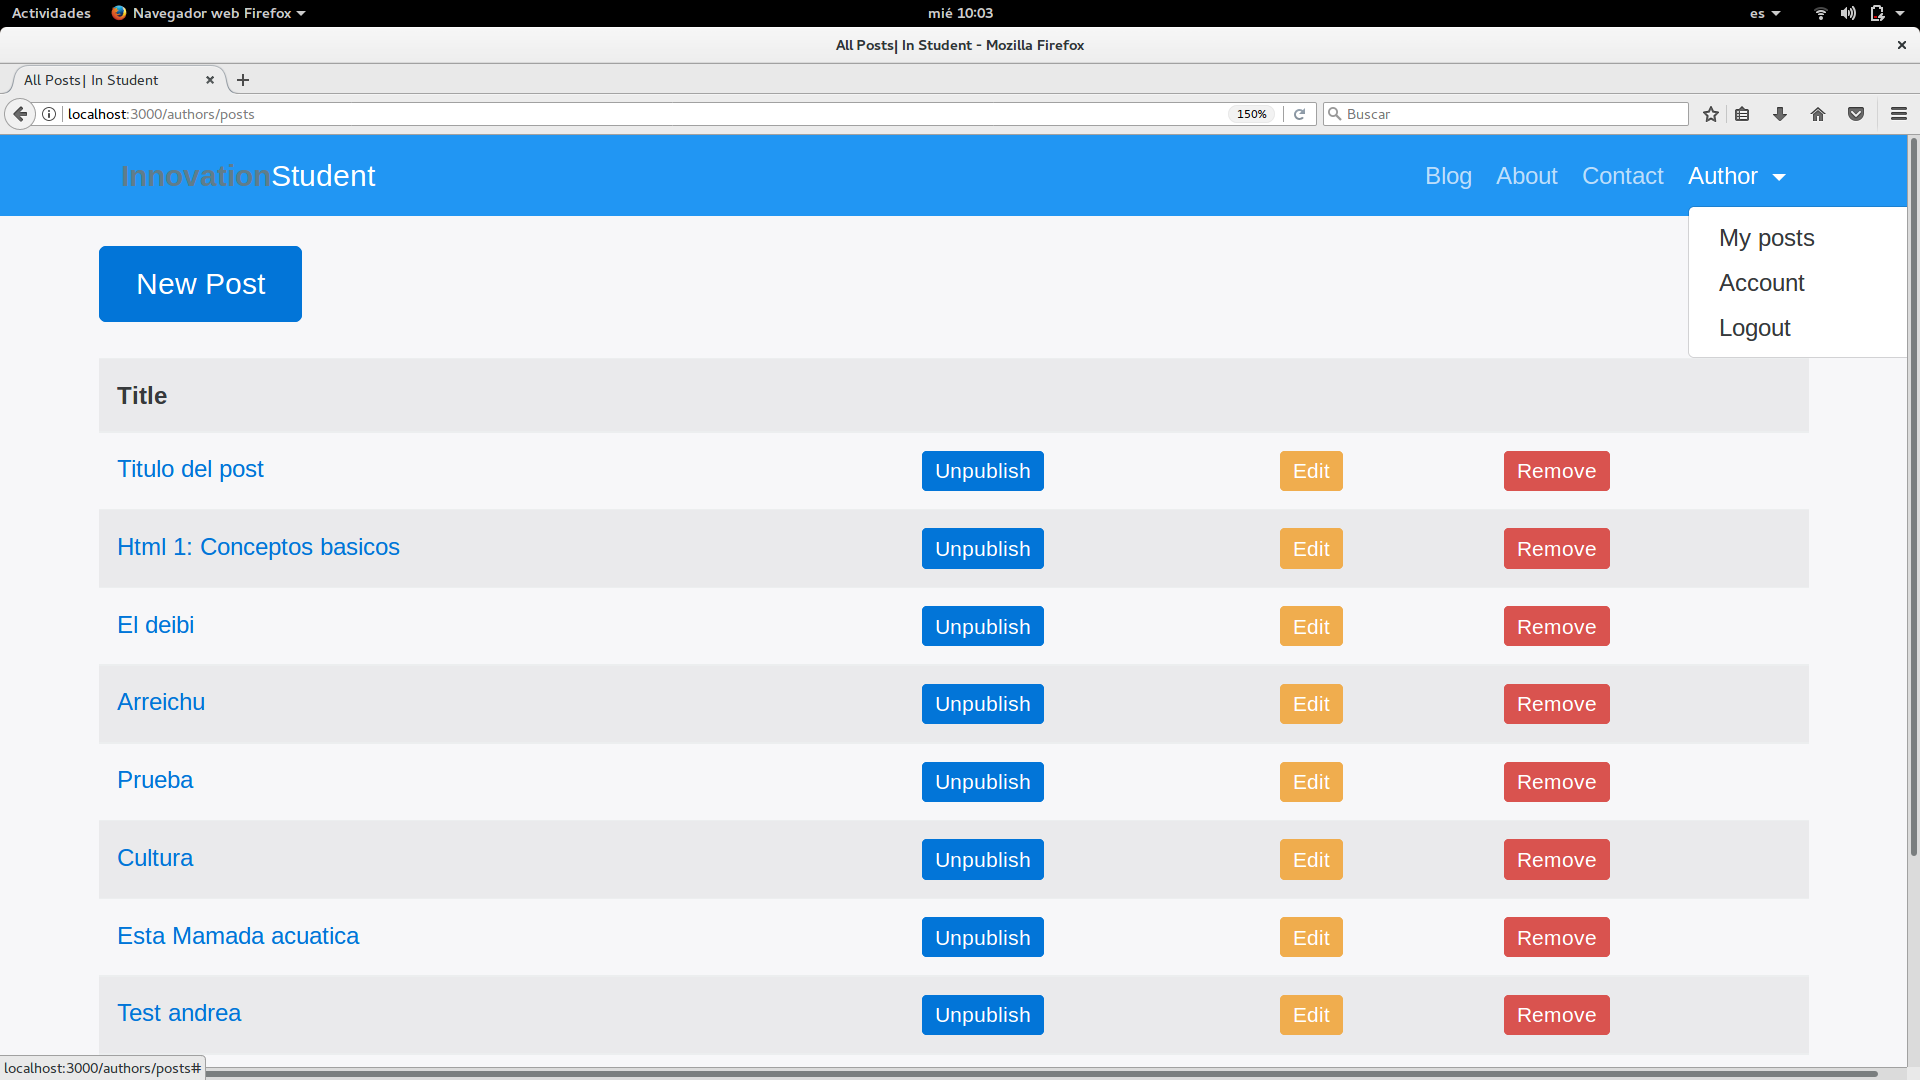 Actividades Navegador web Firefox mié 10:03 es
All Posts| In Student - Mozilla Firefox
All Posts| In Student
localhost:3000/authors/posts 150% Buscar
InnovationStudent Blog About Contact Author
My posts
Account
Logout
New Post
Title
Titulo del post Unpublish Edit Remove
Html 1: Conceptos basicos Unpublish Edit Remove
El deibi Unpublish Edit Remove
Arreichu Unpublish Edit Remove
Prueba Unpublish Edit Remove
Cultura Unpublish Edit Remove
Esta Mamada acuatica Unpublish Edit Remove
Test andrea Unpublish Edit Remove
localhost:3000/authors/posts#